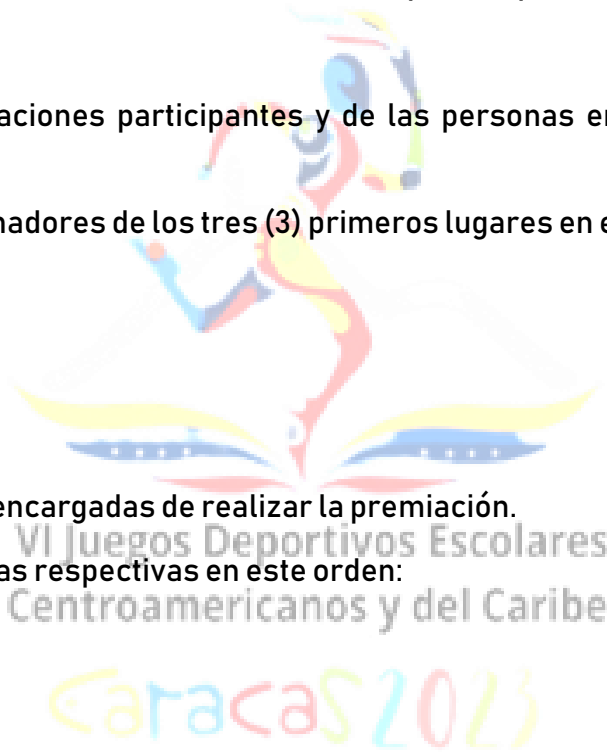 aciones participantes y de las personas
nadores de los tres (3) primeros lugares en
encargadas de realizar la premiación.
VI Juegos Deportivos Escolares
as respectivas en este orden:
Centroamericanos y del Caribe
Caracas 2023